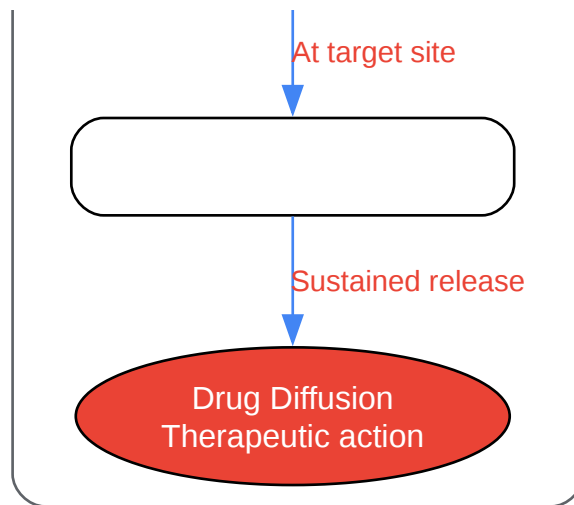 At target site
Sustained release
Drug Diffusion
Therapeutic action